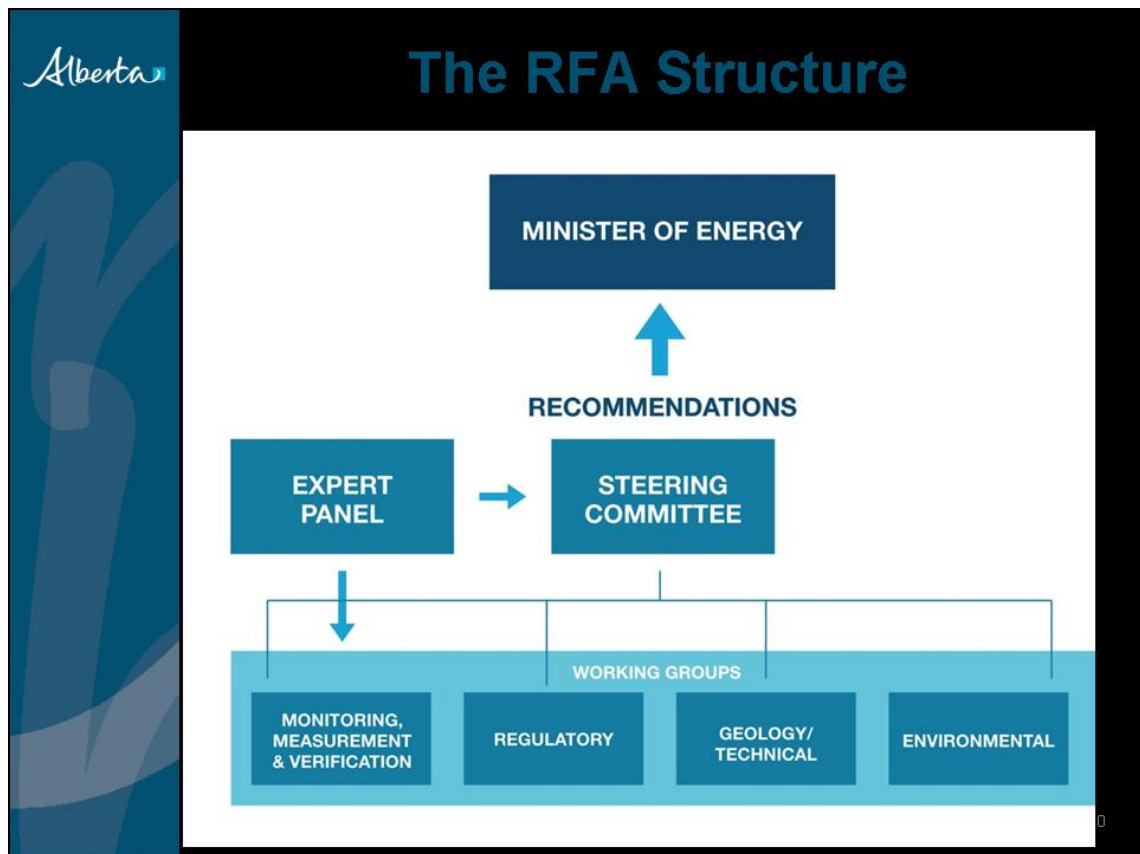 Alberta
The RFA Structure
MINISTER OF ENERGY
RECOMMENDATIONS
EXPERT
PANEL
STEERING
COMMITTEE
WORKING GROUPS
MONITORING,
MEASUREMENT
& VERIFICATION
REGULATORY
GEOLOGY/
TECHNICAL
ENVIRONMENTAL
0